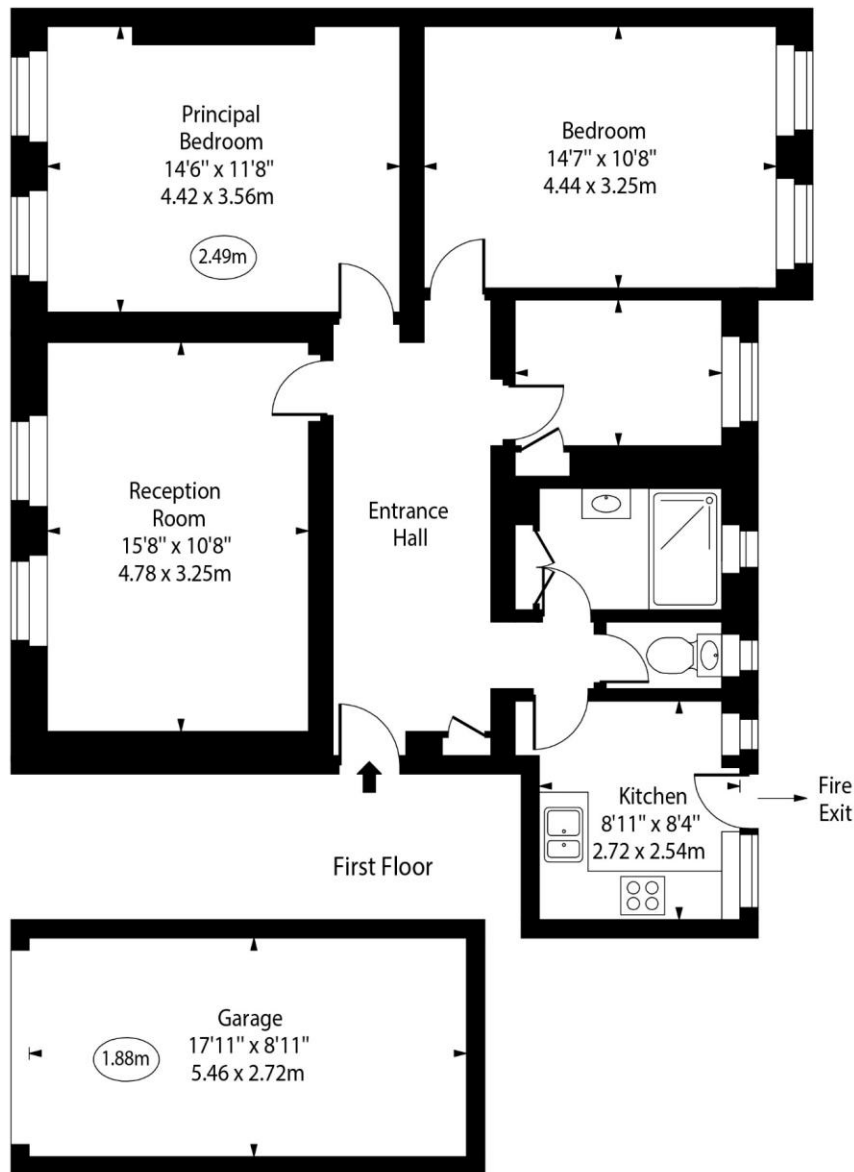 Principal
Bedroom
14'6" x 11'8"
4.42 x 3.56m
2.49m
Bedroom
14'7" x 10'8"
4.44 x 3.25m
Reception
Room
15'8" x 10'8"
4.78 x 3.25m
Entrance
Hall
Kitchen
8'11" x 8'4"
2.72 x 2.54m
Fire
Exit
First Floor
Garage
17'11" x 8'11"
5.46 x 2.72m
1.88m